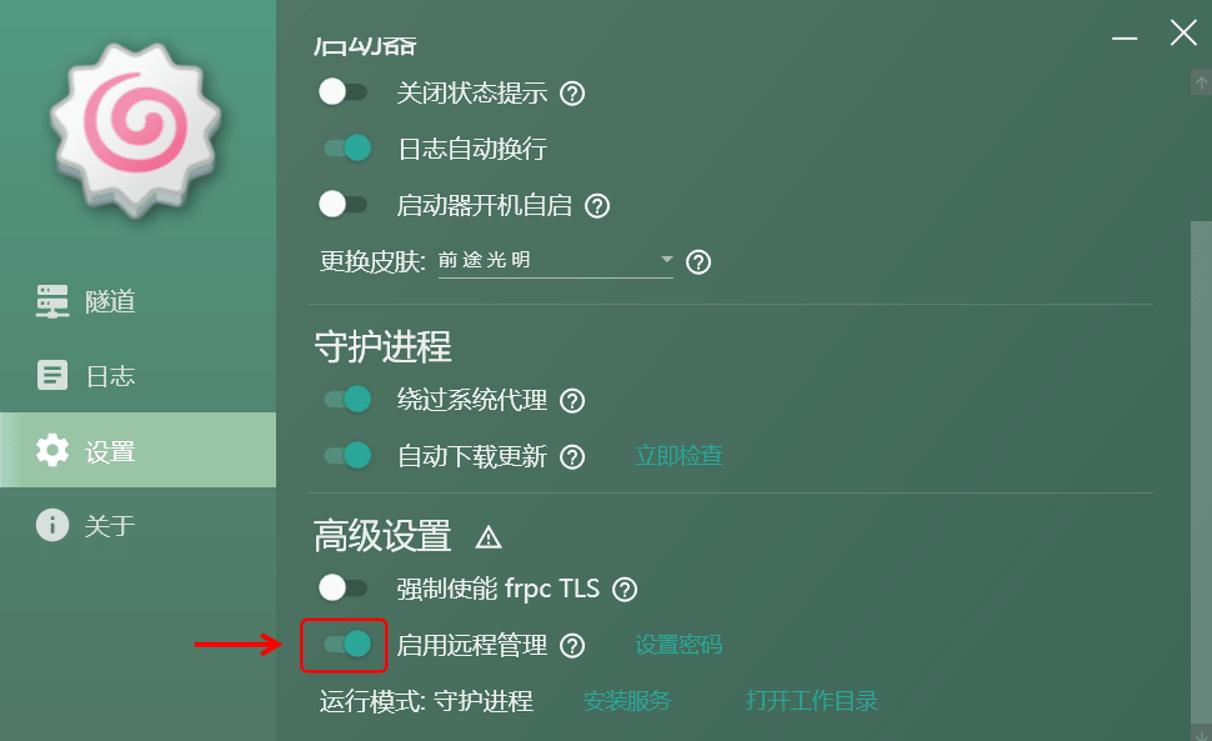 隧道
日志
设置
关于
启动器
关闭状态提示
日志自动换行
启动器开机自启
更换皮肤: 前途光明
守护进程
绕过系统代理
自动下载更新 立即检查
高级设置
强制使能 frpc TLS
启用远程管理 设置密码
运行模式: 守护进程 安装服务 打开工作目录